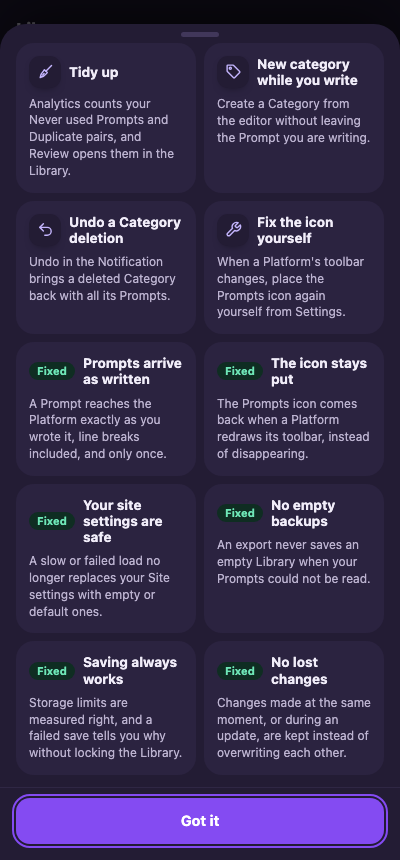 Tidy up
Analytics counts your
Never used Prompts and
Duplicate pairs, and
Review opens them in the
Library.
New category
while you write
Create a Category from
the editor without leaving
the Prompt you are writing.
Undo a Category
deletion
Undo in the Notification
brings a deleted Category
back with all its Prompts.
Fix the icon
yourself
When a Platform's toolbar
changes, place the
Prompts icon again
yourself from Settings.
Fixed
Prompts arrive
as written
A Prompt reaches the
Platform exactly as you
wrote it, line breaks
included, and only once.
Fixed
The icon stays
put
The Prompts icon comes
back when a Platform
redraws its toolbar, instead
of disappearing.
Fixed
Your site
settings are
safe
A slow or failed load no
longer replaces your Site
settings with empty or
default ones.
Fixed
No empty
backups
An export never saves an
empty Library when your
Prompts could not be read.
Fixed
Saving always
works
Storage limits are
measured right, and a
failed save tells you why
without locking the Library.
Fixed
No lost
changes
Changes made at the same
moment, or during an
update, are kept instead of
overwriting each other.
Got it